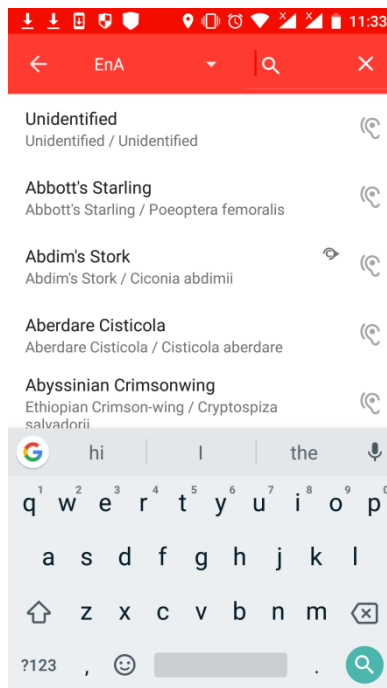 11:33
EnA
Unidentified
Unidentified / Unidentified
Abbott's Starling
Abbott's Starling / Poeoptera femoralis
Abdim's Stork
Abdim's Stork / Ciconia abdimii
Aberdare Cisticola
Aberdare Cisticola / Cisticola aberdare
Abyssinian Crimsonwing
Ethiopian Crimson-wing / Cryptospiza
salvadorii
G hi I the
1 2 3 4 5 6 7 8 9 0
q w e r t y u i o p
a s d f g h j k l
z x c v b n m
?123 , .